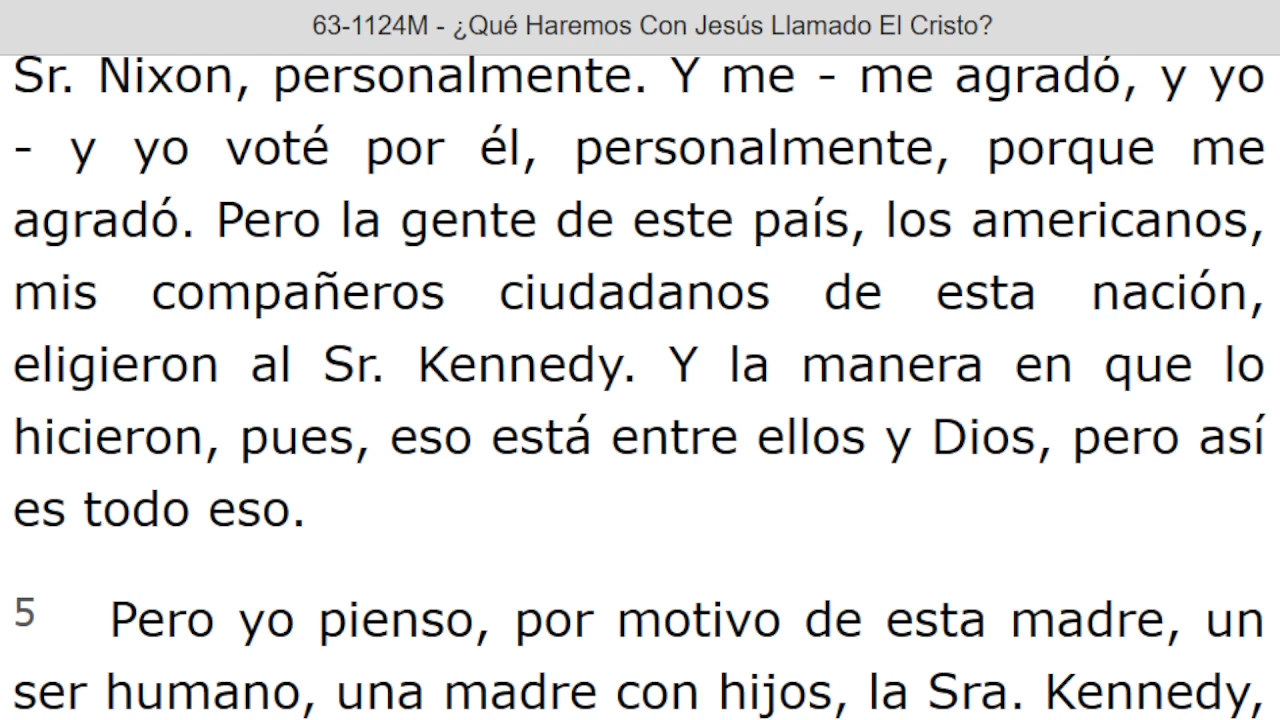 63-1124M - ¿Qué Haremos Con Jesús Llamado El Cristo?
Sr. Nixon, personalmente. Y me - me agradó, y yo
- y yo voté por él, personalmente, porque me
agradó. Pero la gente de este país, los americanos,
mis compañeros ciudadanos de esta nación,
eligieron al Sr. Kennedy. Y la manera en que lo
hicieron, pues, eso está entre ellos y Dios, pero así
es todo eso.
5 Pero yo pienso, por motivo de esta madre, un
ser humano, una madre con hijos, la Sra. Kennedy,